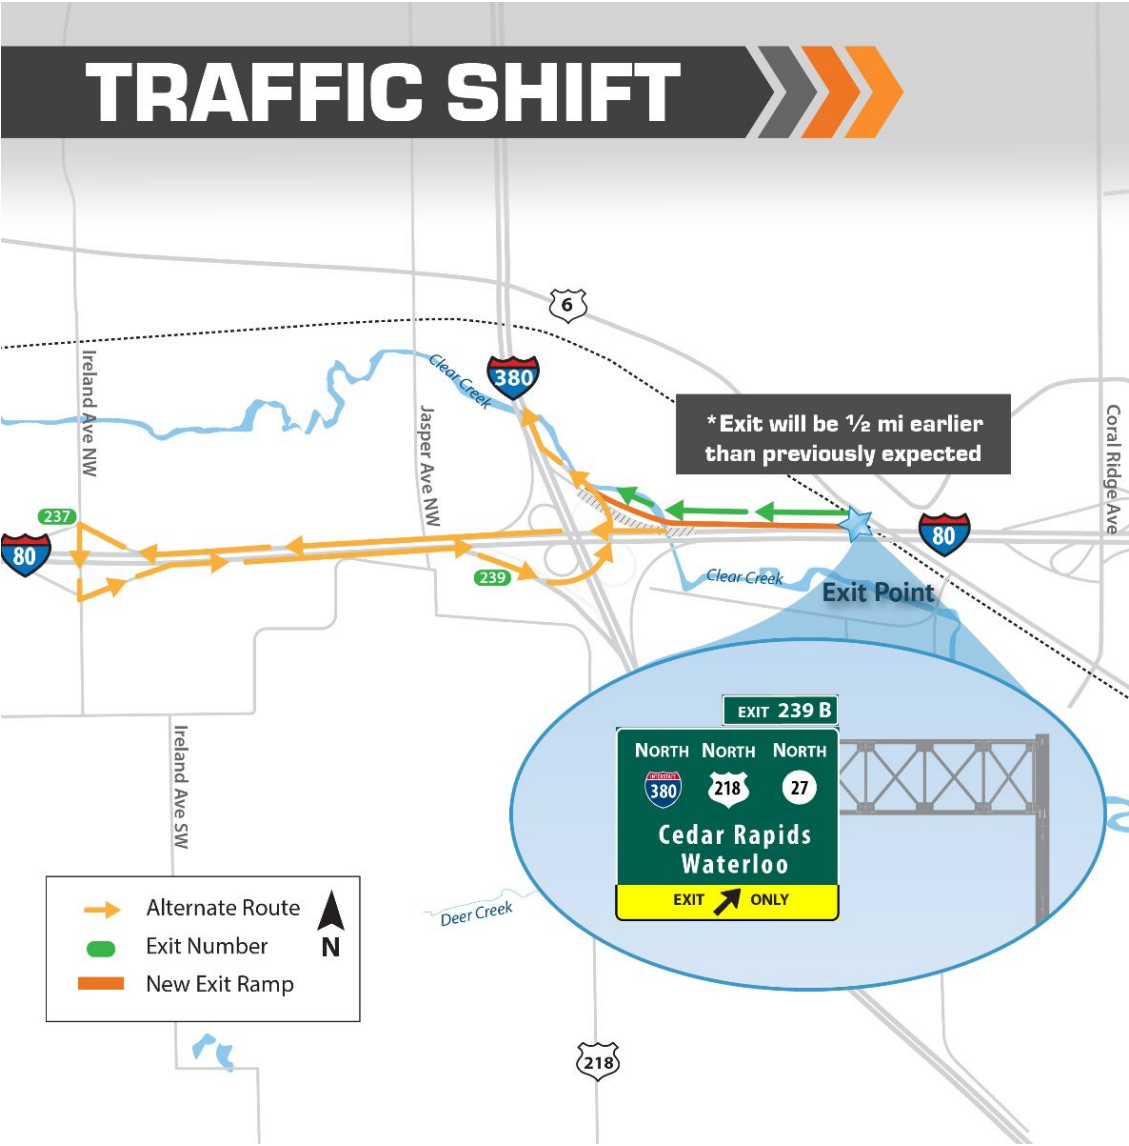 TRAFFIC SHIFT
6
Ireland Ave NW
Clear Creek
380
Jasper Ave NW
*Exit will be ½ mi earlier
than previously expected
Coral Ridge Ave
237
80
80
239
Clear Creek
Exit Point
EXIT 239 B
NORTH NORTH NORTH
INTERSTATE
380 218 27
Cedar Rapids
Waterloo
EXIT ONLY
Ireland Ave SW
Deer Creek
Alternate Route
Exit Number
N
New Exit Ramp
218